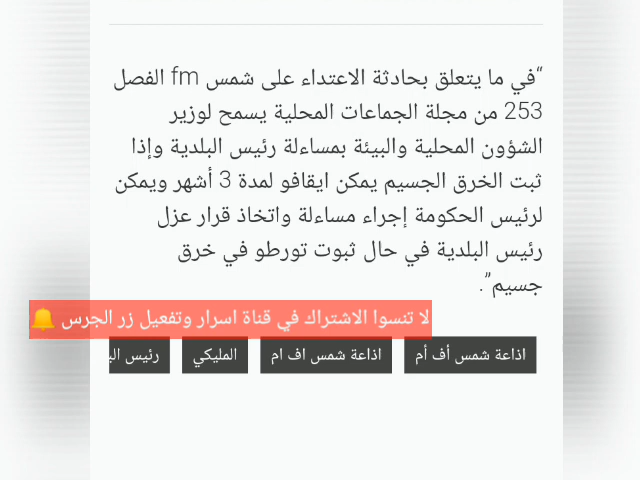 “في ما يتعلق بحادثة الاعتداء على شمس fm الفصل
253 من مجلة الجماعات المحلية يسمح لوزير
الشؤون المحلية والبيئة بمساءلة رئيس البلدية وإذا
ثبت الخرق الجسيم يمكن ايقافو لمدة 3 أشهر ويمكن
لرئيس الحكومة إجراء مساءلة واتخاذ قرار عزل
رئيس البلدية في حال ثبوت تورطو في خرق
جسيم”.
لا تنسوا الاشتراك في قناة اسرار وتفعيل زر الجرس 🔔
اذاعة شمس أف أم اذاعة شمس اف ام المليكي رئيس